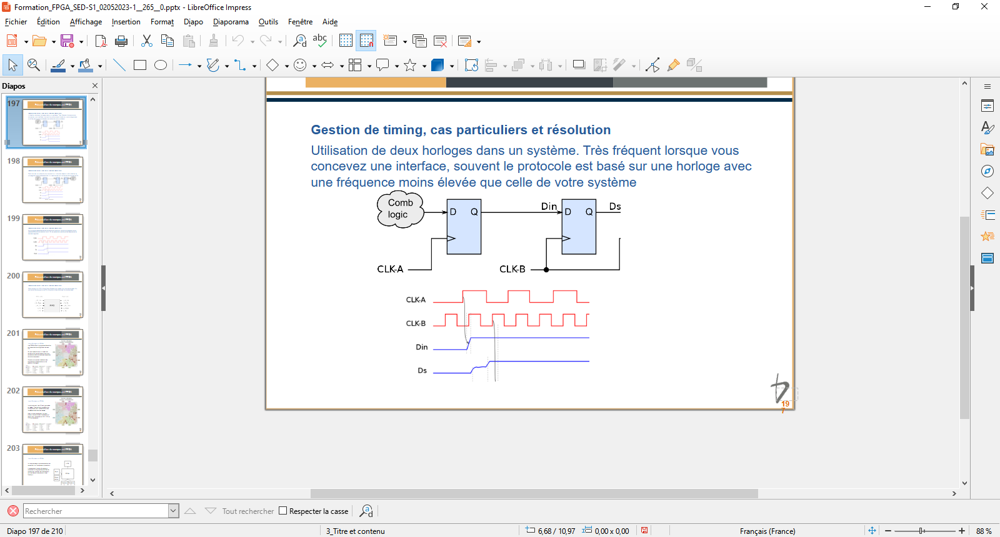 Formation_FPGA_SED-S1_02052023-1__265__0.pptx - LibreOffice Impress
Fichier Édition Affichage Insertion Format Diapo Diaporama Outils Fenêtre Aide
Diapos
197
198
199
200
201
202
203
Gestion de timing, cas particuliers et résolution
Utilisation de deux horloges dans un système. Très fréquent lorsque vous
concevez une interface, souvent le protocole est basé sur une horloge avec
une fréquence moins élevée que celle de votre système
Comb
logic
D Q
Din
D Q
Ds
CLK-A
CLK-B
CLK-A
CLK-B
Din
Ds
19
7
Rechercher
Tout rechercher
Respecter la casse
Diapo 197 de 210
3_Titre et contenu
6,68 / 10,97
0,00 x 0,00
Français (France)
88 %